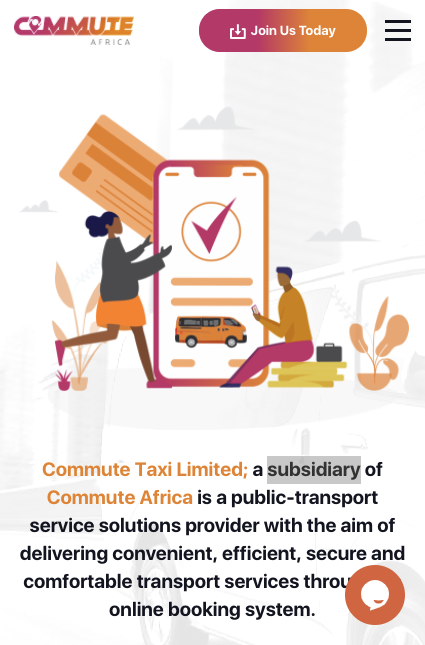 COMMUTE
AFRICA
Join Us Today
Commute Taxi Limited; a subsidiary of
Commute Africa is a public-transport
service solutions provider with the aim of
delivering convenient, efficient, secure and
comfortable transport services
online booking system.